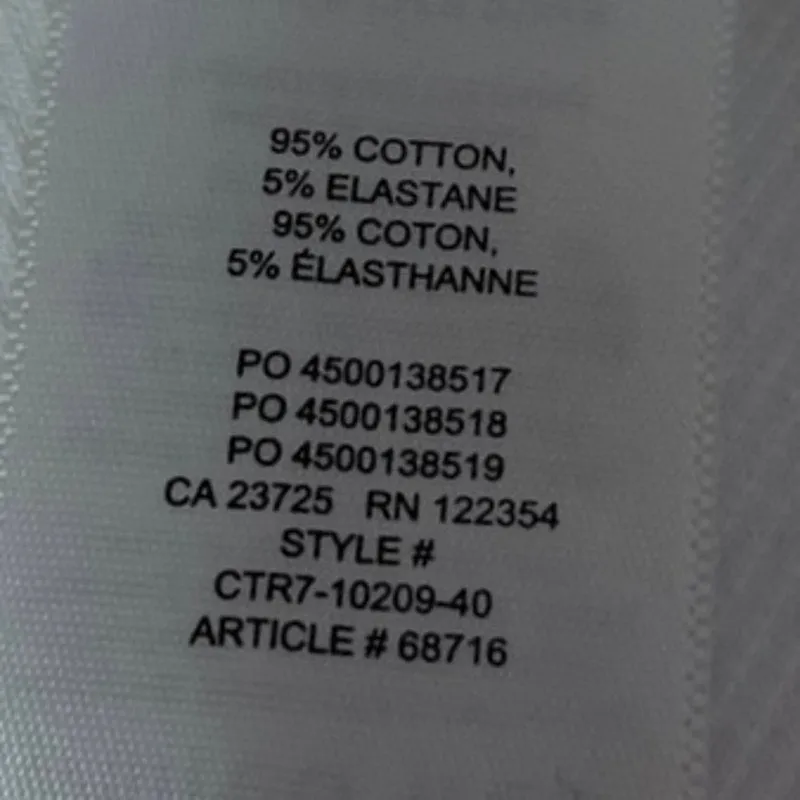 95% COTTON,
5% ELASTANE
95% COTON,
5% ÉLASTHANNE
PO 4500138517
PO 4500138518
PO 4500138519
CA 23725 RN 122354
STYLE #
CTR7-10209-40
ARTICLE # 68716